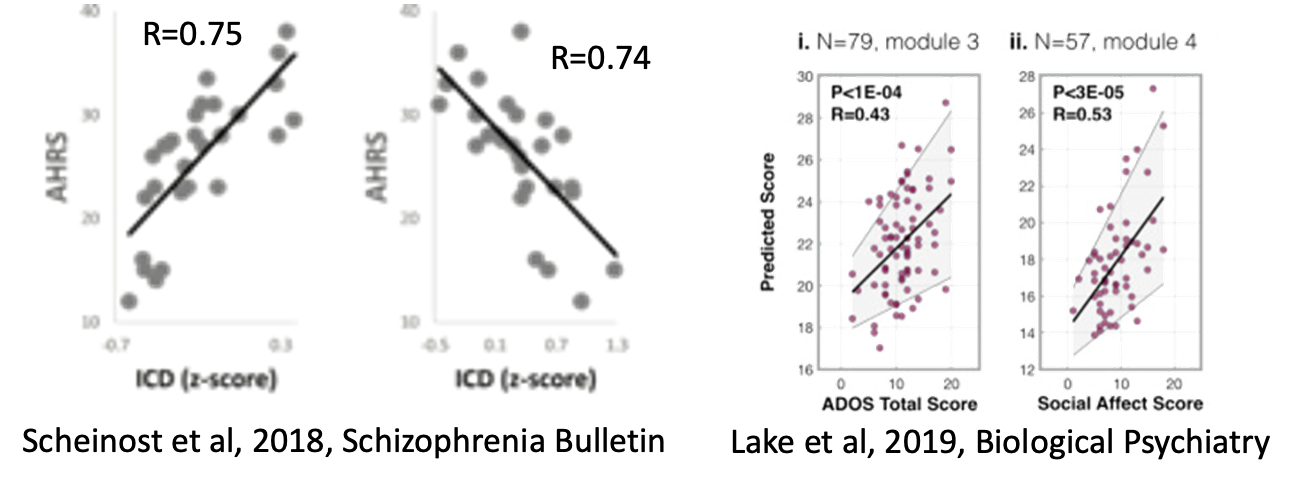 40
R=0.75
30
AHRS
20
10
-0.7
0.3
ICD (z-score)
40
R=0.74
30
AHRS
20
10
-0.5
0.1
0.7
1.3
ICD (z-score)
Scheinost et al, 2018, Schizophrenia Bulletin
i. N=79, module 3
30
P<1E-04
R=0.43
28
26
24
Predicted Score
22
20
18
16
0
10
20
ADOS Total Score
ii. N=57, module 4
28
P<3E-05
R=0.53
26
24
22
20
18
16
14
12
0
10
20
Social Affect Score
Lake et al, 2019, Biological Psychiatry